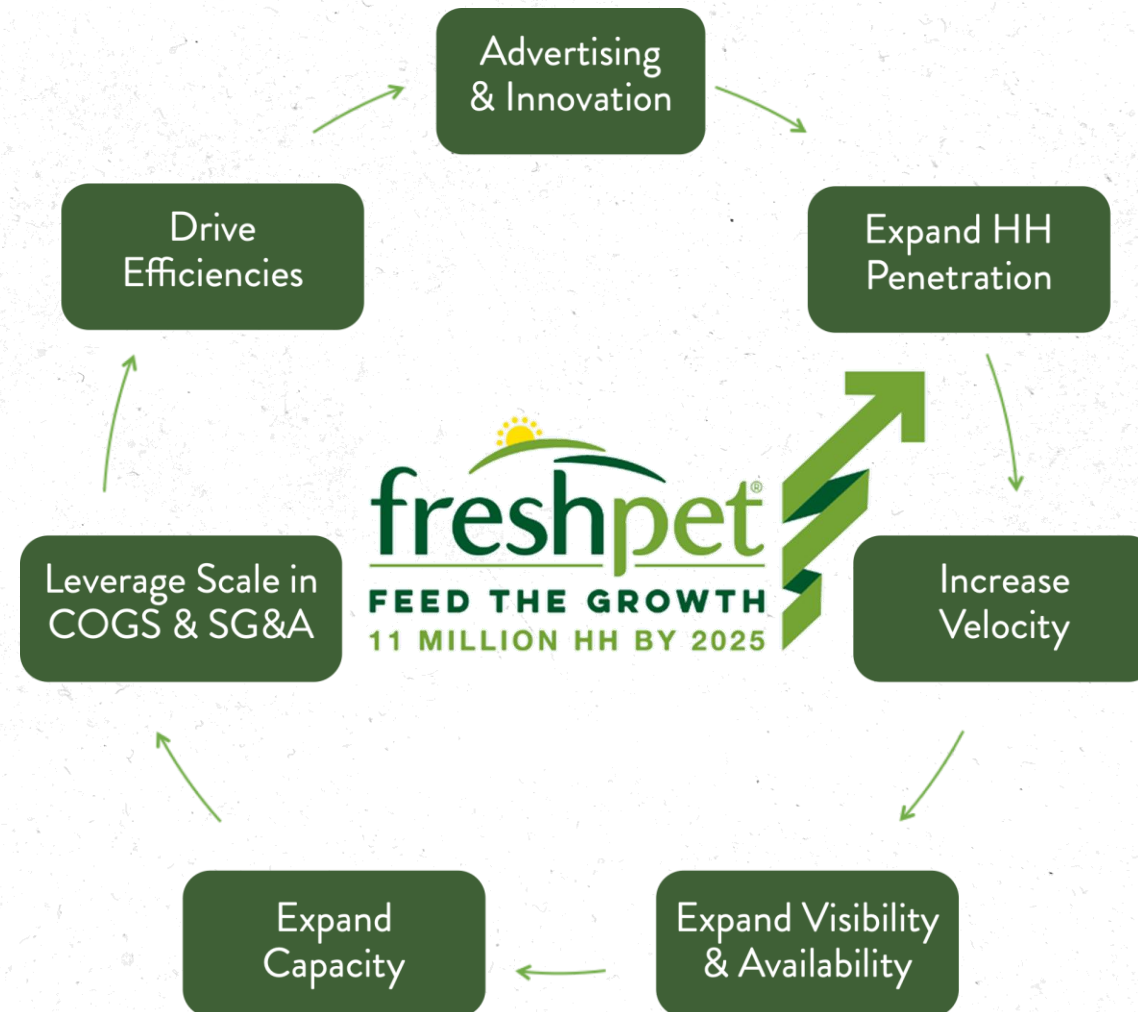 Advertising
& Innovation
Expand HH
Penetration
Increase
Velocity
Expand Visibility
& Availability
Expand
Capacity
Leverage Scale in
COGS & SG&A
Drive
Efficiencies
freshpet®
FEED THE GROWTH
11 MILLION HH BY 2025